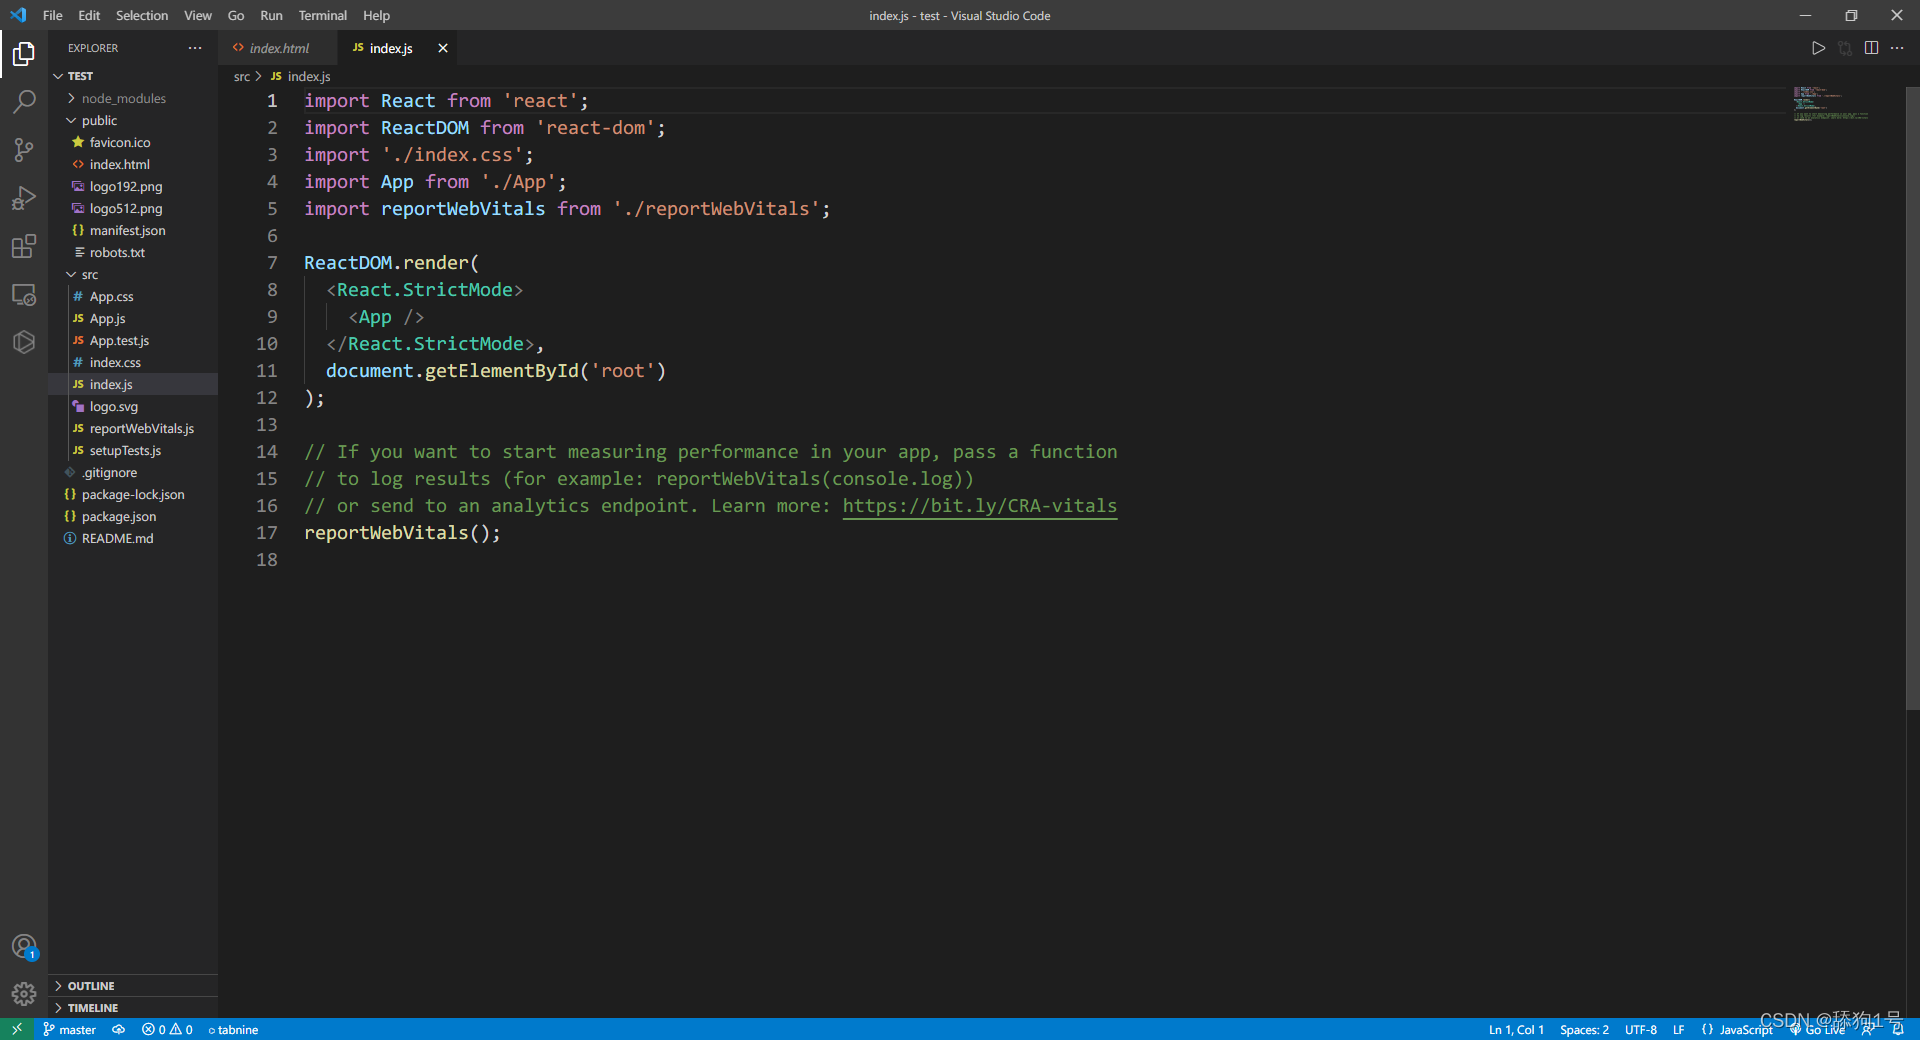 File Edit Selection View Go Run Terminal Help
index.js - test - Visual Studio Code
EXPLORER
TEST
node_modules
public
favicon.ico
index.html
logo192.png
logo512.png
manifest.json
robots.txt
src
App.css
App.js
App.test.js
index.css
index.js
logo.svg
reportWebVitals.js
setupTests.js
.gitignore
package-lock.json
package.json
README.md
OUTLINE
TIMELINE
index.html
JS index.js
src > JS index.js
1 import React from 'react';
2 import ReactDOM from 'react-dom';
3 import './index.css';
4 import App from './App';
5 import reportWebVitals from './reportWebVitals';
6
7 ReactDOM.render(
8 <React.StrictMode>
9 <App />
10 </React.StrictMode>,
11 document.getElementById('root')
12 );
13
14 // If you want to start measuring performance in your app, pass a function
15 // to log results (for example: reportWebVitals(console.log))
16 // or send to an analytics endpoint. Learn more: https://bit.ly/CRA-vitals
17 reportWebVitals();
18
1
master 0 0 tabnine
Ln 1, Col 1 Spaces: 2 UTF-8 LF {} JavaScript Go Live
CSDN @舔狗1号